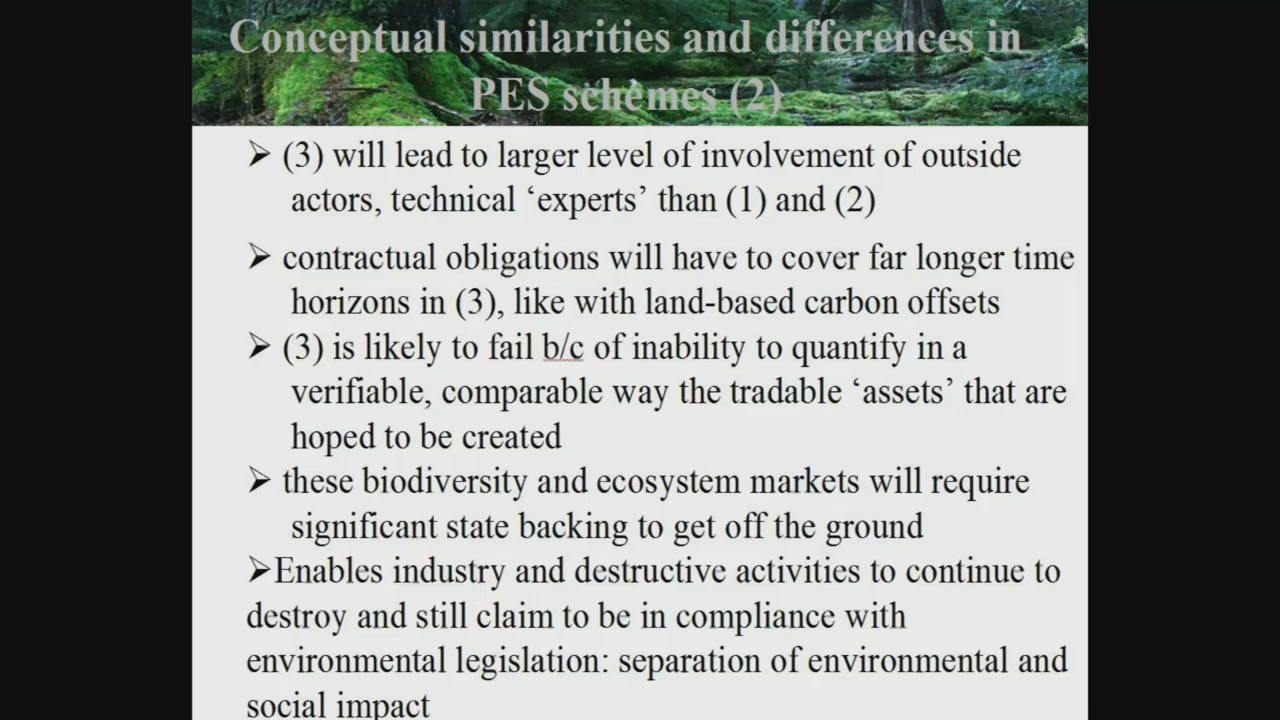 Conceptual similarities and differences in
PES schemes (2)
➢ (3) will lead to larger level of involvement of outside
actors, technical ‘experts’ than (1) and (2)
➢ contractual obligations will have to cover far longer time
horizons in (3), like with land-based carbon offsets
➢ (3) is likely to fail b/c of inability to quantify in a
verifiable, comparable way the tradable ‘assets’ that are
hoped to be created
➢ these biodiversity and ecosystem markets will require
significant state backing to get off the ground
➢Enables industry and destructive activities to continue to
destroy and still claim to be in compliance with
environmental legislation: separation of environmental and
social impact